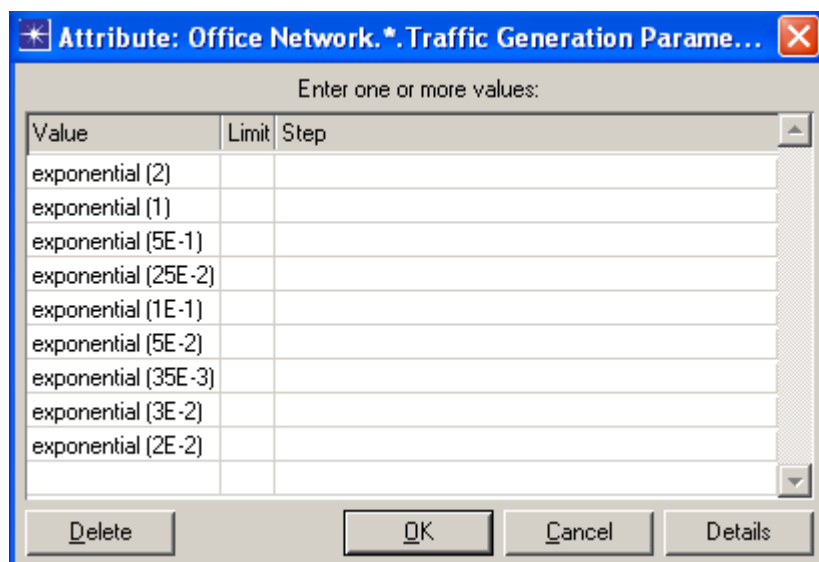 Attribute: Office Network.*.Traffic Generation Parame...
Enter one or more values:
Value Limit Step
exponential (2)
exponential (1)
exponential (5E-1)
exponential (25E-2)
exponential (1E-1)
exponential (5E-2)
exponential (35E-3)
exponential (3E-2)
exponential (2E-2)
Delete OK Cancel Details